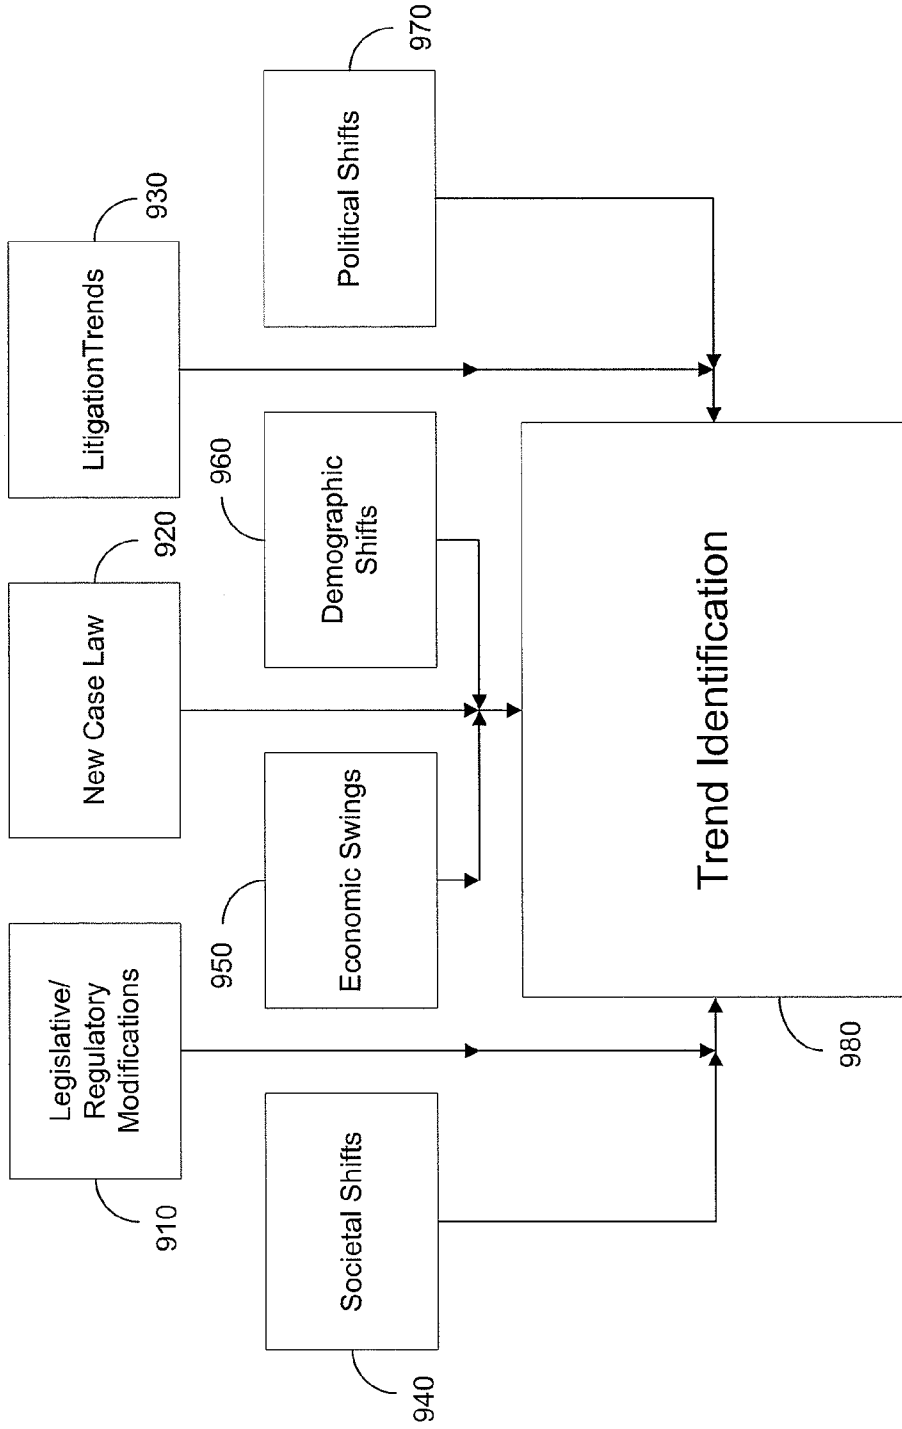 Legislative/
Regulatory
Modifications
910
New Case Law
920
LitigationTrends
930
Societal Shifts
940
Economic Swings
950
Demographic
Shifts
960
Political Shifts
970
Trend Identification
980